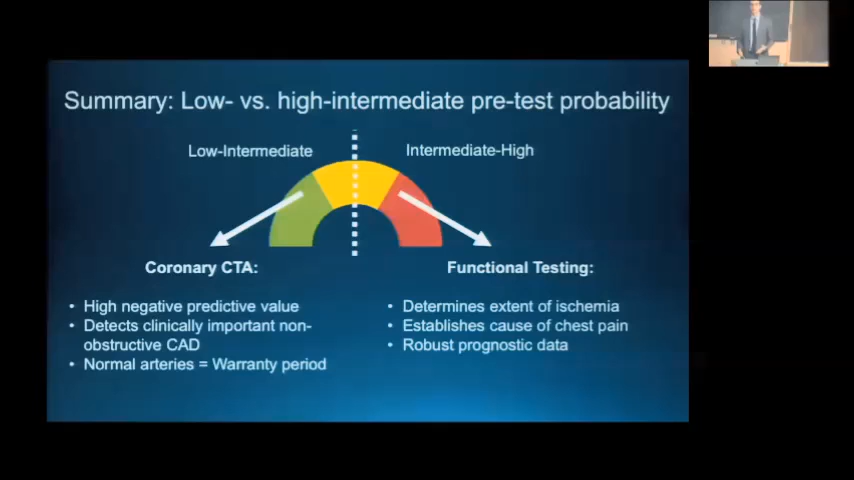 Summary: Low- vs. high-intermediate pre-test probability
Low-Intermediate
Intermediate-High
Coronary CTA:
• High negative predictive value
• Detects clinically important non-
obstructive CAD
• Normal arteries = Warranty period
Functional Testing:
• Determines extent of ischemia
• Establishes cause of chest pain
• Robust prognostic data